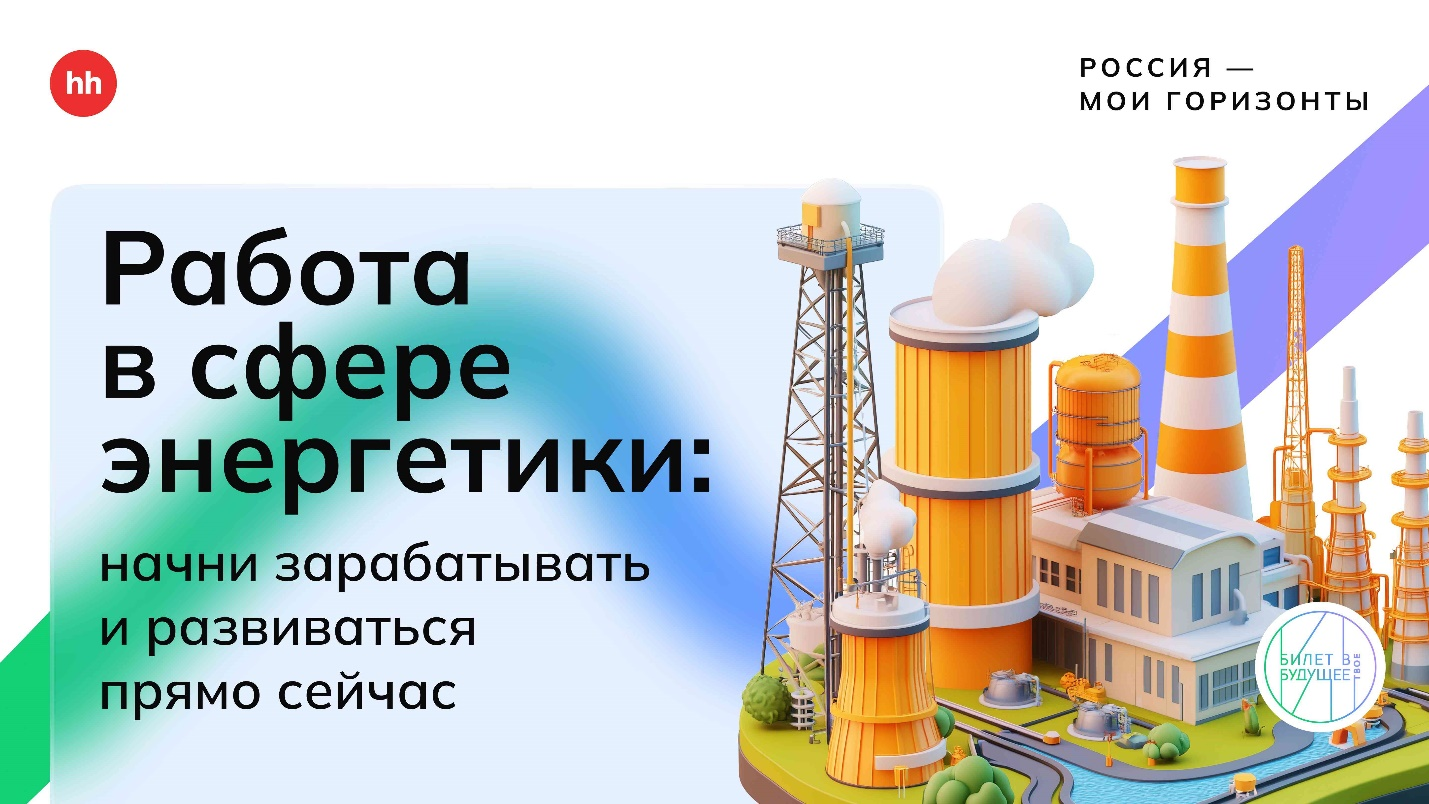 hh
РОССИЯ —
МОИ ГОРИЗОНТЫ
Работа
в сфере
энергетики:
начни зарабатывать
и развиваться
прямо сейчас
БИЛЕТ В
БУДУЩЕЕ
ТВОЕ